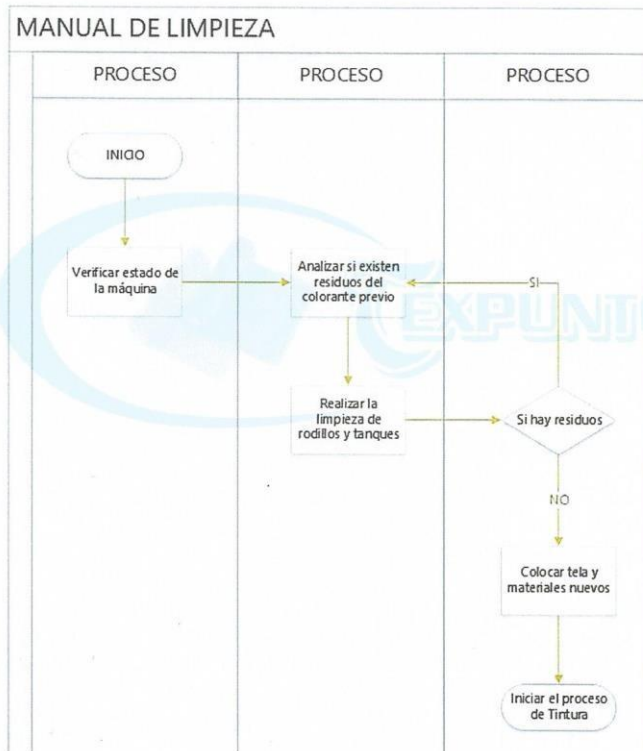 MANUAL DE LIMPIEZA
PROCESO
PROCESO
PROCESO
INICIO
Verificar estado de
la máquina
Analizar si existen
residuos del
colorante previo
SI
EXPUNTO
Realizar la
limpieza de
rodillos y tanques
Si hay residuos
NO
Colocar tela y
materiales nuevos
Iniciar el proceso
de Tintura